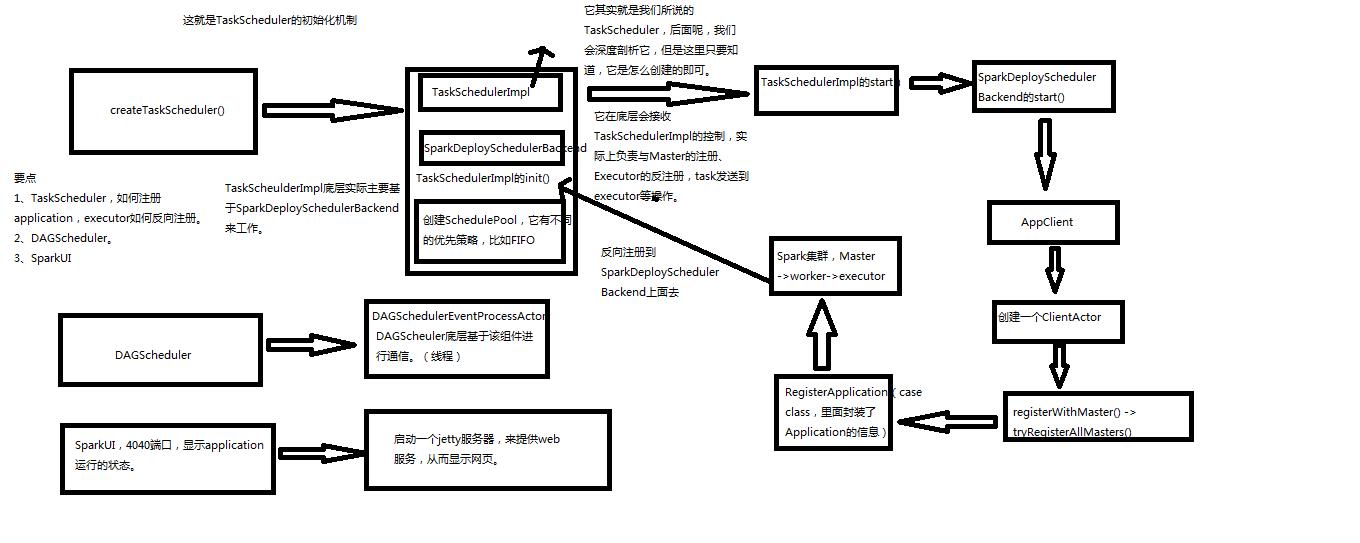 这就是TaskScheduler的初始化机制
它其实就是我们所说的
TaskScheduler，后面呢，我们
会深度剖析它，但是这里只要知
道，它是怎么创建的即可。
createTaskScheduler()
TaskSchedulerImpl
SparkDeploySchedulerBackend
TaskSchedulerImpl的init()
创建SchedulePool，它有不同
的优先策略，比如FIFO
TaskSchedulerImpl的start()
SparkDeployScheduler
Backend的start()
它在底层会接收
TaskSchedulerImpl的控制，实
际上负责与Master的注册、
Executor的反注册，task发送到
executor等操作。
要点
1、TaskScheduler，如何注册
application，executor如何反向注册。
2、DAGScheduler。
3、SparkUI
TaskScheulderImpl底层实际主要基
于SparkDeploySchedulerBackend
来工作。
AppClient
反向注册到
SparkDeployScheduler
Backend上面去
Spark集群，Master
->worker->executor
创建一个ClientActor
DAGScheduler
DAGSchedulerEventProcessActor
DAGScheuler底层基于该组件进
行通信。（线程）
RegisterApplication（case
class，里面封装了
Application的信息）
registerWithMaster() ->
tryRegisterAllMasters()
SparkUI，4040端口，显示application
运行的状态。
启动一个jetty服务器，来提供web
服务，从而显示网页。